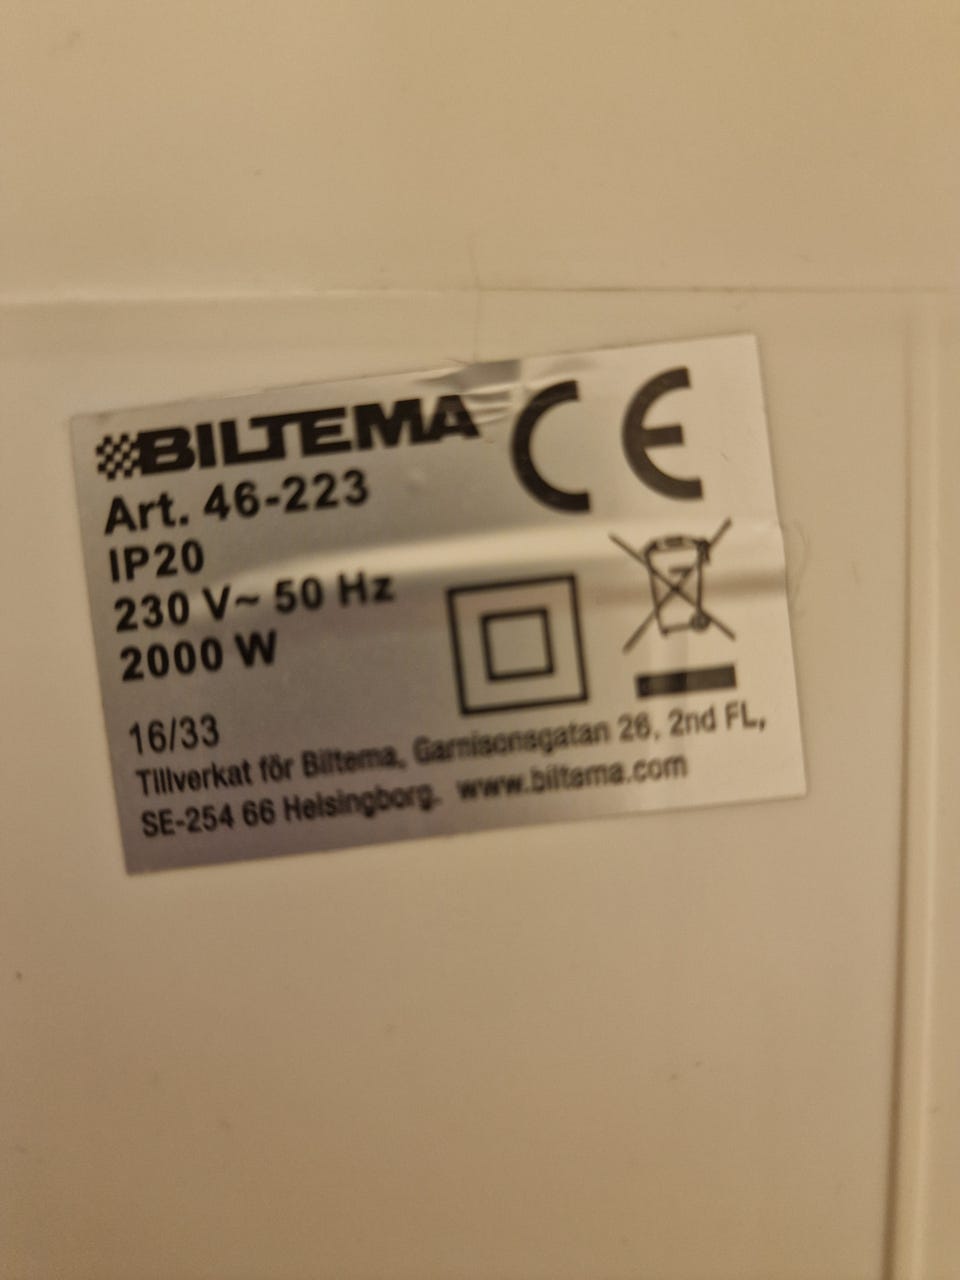 BILTEMA CE
Art. 46-223
IP20
230 V~ 50 Hz
2000 W
16/33
Tillverkat för Biltema, Garnisonsgatan 26, 2nd FL,
SE-254 66 Helsingborg. www.biltema.com